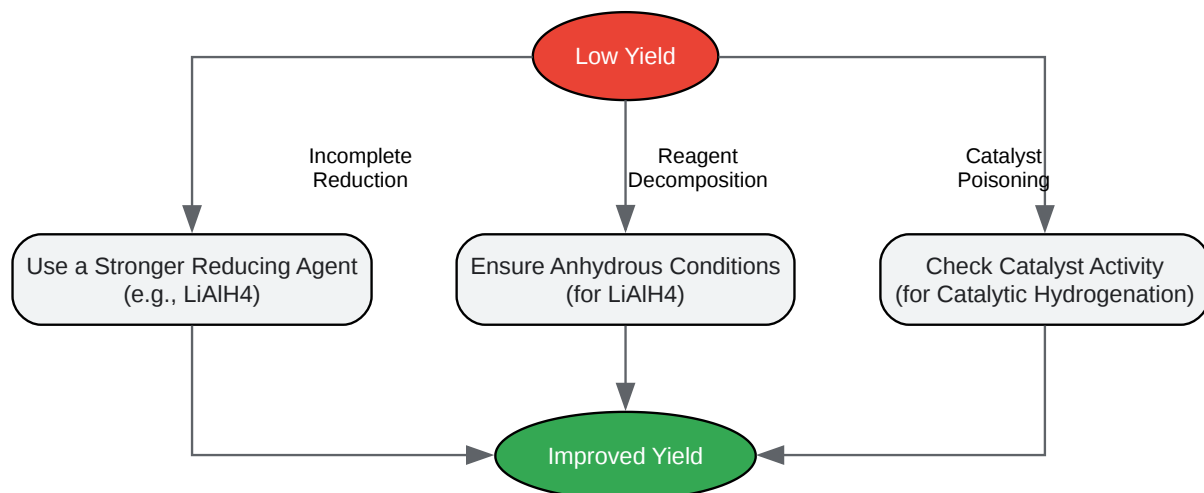 Low Yield
Incomplete
Reduction
Reagent
Decomposition
Catalyst
Poisoning
Use a Stronger Reducing Agent
(e.g., LiAlH4)
Ensure Anhydrous Conditions
(for LiAlH4)
Check Catalyst Activity
(for Catalytic Hydrogenation)
Improved Yield